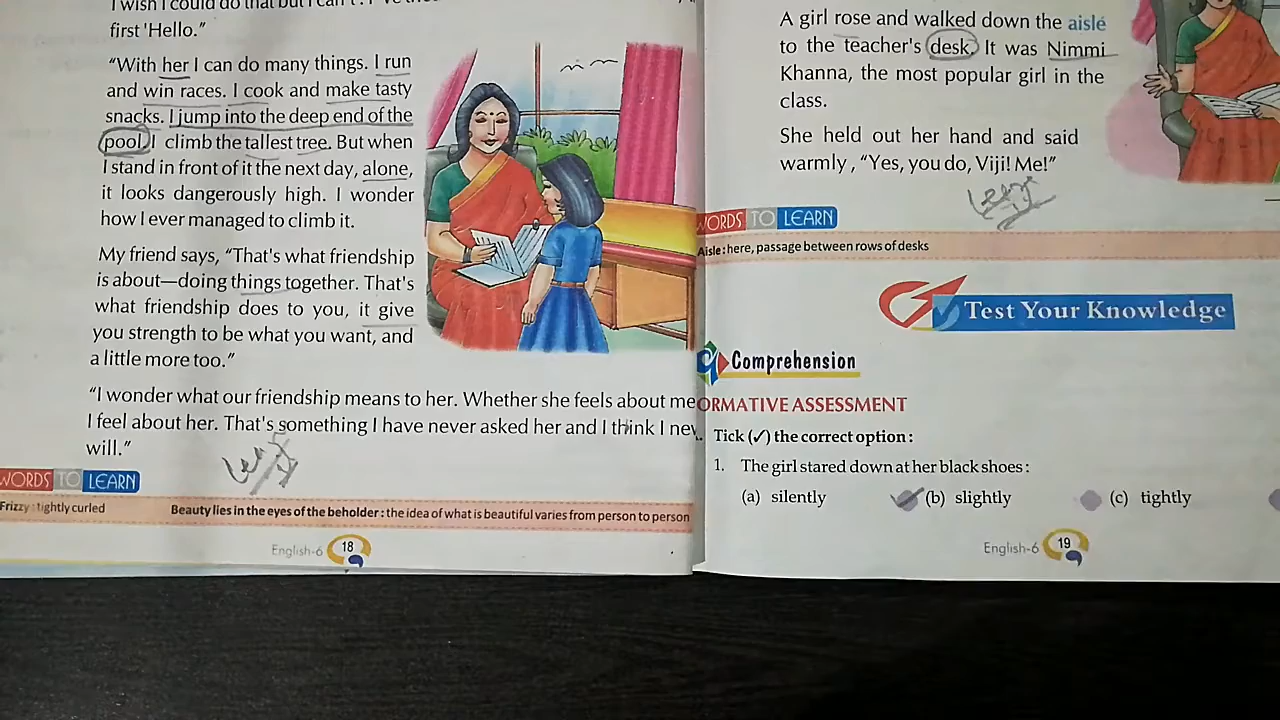 I wish I could do that but I can't
first 'Hello."
"With her I can do many things. I run
and win races. I cook and make tasty
snacks. I jump into the deep end of the
pool. I climb the tallest tree. But when
I stand in front of it the next day, alone,
it looks dangerously high. I wonder
how I ever managed to climb it.
My friend says, "That's what friendship
is about—doing things together. That's
what friendship does to you, it give
you strength to be what you want, and
a little more too."
"I wonder what our friendship means to her. Whether she feels about me
I feel about her. That's something I have never asked her and I think I nev
will."
WORDS TO LEARN
Frizzy : tightly curled Beauty lies in the eyes of the beholder : the idea of what is beautiful varies from person to person
English-6 18
A girl rose and walked down the aisle
to the teacher's desk. It was Nimmi
Khanna, the most popular girl in the
class.
She held out her hand and said
warmly , "Yes, you do, Viji! Me!"
WORDS TO LEARN
Aisle : here, passage between rows of desks
Test Your Knowledge
Comprehension
ORMATIVE ASSESSMENT
Tick (✓) the correct option :
1. The girl stared down at her black shoes :
(a) silently (b) slightly (c) tightly
English-6 19